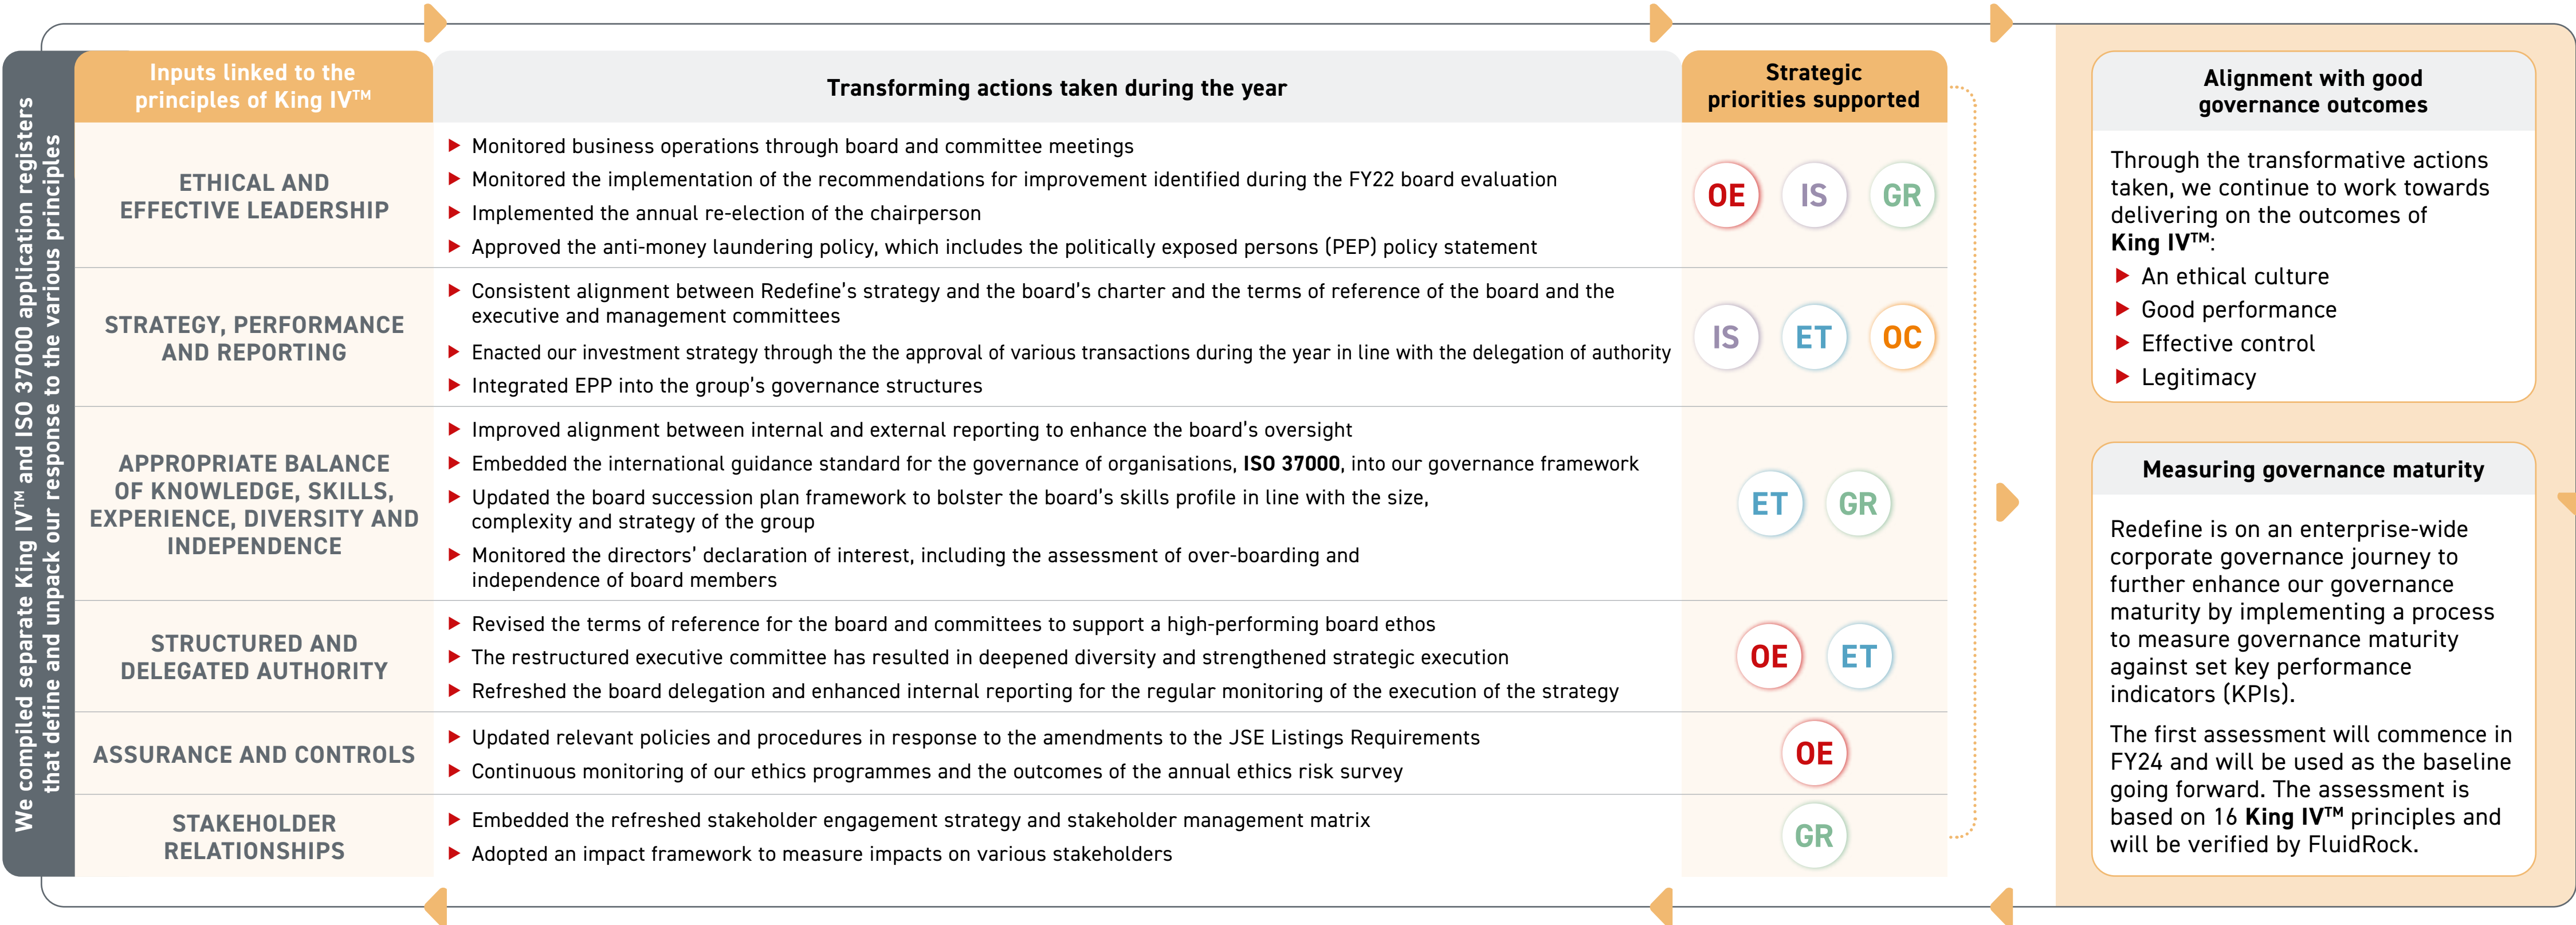 We compiled separate King IV™ and ISO 37000 application registers
that define and unpack our response to the various principles
Inputs linked to the
principles of King IV™
Transforming actions taken during the year
Strategic
priorities supported
ETHICAL AND
EFFECTIVE LEADERSHIP
Monitored business operations through board and committee meetings
Monitored the implementation of the recommendations for improvement identified during the FY22 board evaluation
Implemented the annual re-election of the chairperson
Approved the anti-money laundering policy, which includes the politically exposed persons (PEP) policy statement
OE IS GR
STRATEGY, PERFORMANCE
AND REPORTING
Consistent alignment between Redefine's strategy and the board's charter and the terms of reference of the board and the
executive and management committees
Enacted our investment strategy through the the approval of various transactions during the year in line with the delegation of authority
Integrated EPP into the group's governance structures
IS ET OC
APPROPRIATE BALANCE
OF KNOWLEDGE, SKILLS,
EXPERIENCE, DIVERSITY AND
INDEPENDENCE
Improved alignment between internal and external reporting to enhance the board's oversight
Embedded the international guidance standard for the governance of organisations, ISO 37000, into our governance framework
Updated the board succession plan framework to bolster the board's skills profile in line with the size,
complexity and strategy of the group
Monitored the directors' declaration of interest, including the assessment of over-boarding and
independence of board members
ET GR
STRUCTURED AND
DELEGATED AUTHORITY
Revised the terms of reference for the board and committees to support a high-performing board ethos
The restructured executive committee has resulted in deepened diversity and strengthened strategic execution
Refreshed the board delegation and enhanced internal reporting for the regular monitoring of the execution of the strategy
OE ET
ASSURANCE AND CONTROLS
Updated relevant policies and procedures in response to the amendments to the JSE Listings Requirements
Continuous monitoring of our ethics programmes and the outcomes of the annual ethics risk survey
OE
STAKEHOLDER
RELATIONSHIPS
Embedded the refreshed stakeholder engagement strategy and stakeholder management matrix
Adopted an impact framework to measure impacts on various stakeholders
GR
Alignment with good
governance outcomes
Through the transformative actions
taken, we continue to work towards
delivering on the outcomes of
King IV™:
An ethical culture
Good performance
Effective control
Legitimacy
Measuring governance maturity
Redefine is on an enterprise-wide
corporate governance journey to
further enhance our governance
maturity by implementing a process
to measure governance maturity
against set key performance
indicators (KPIs).
The first assessment will commence in
FY24 and will be used as the baseline
going forward. The assessment is
based on 16 King IV™ principles and
will be verified by FluidRock.